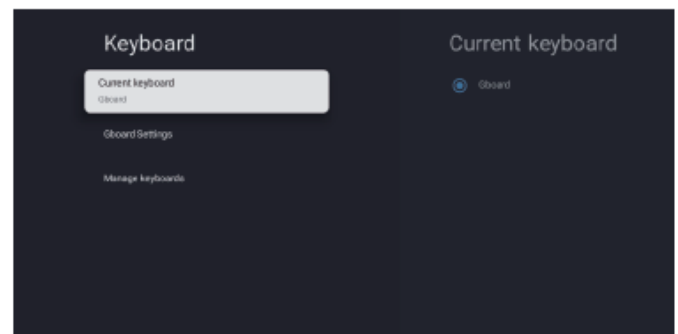 Keyboard
Current keyboard
Gboard
Gboard Settings
Manage keyboards
Current keyboard
Gboard